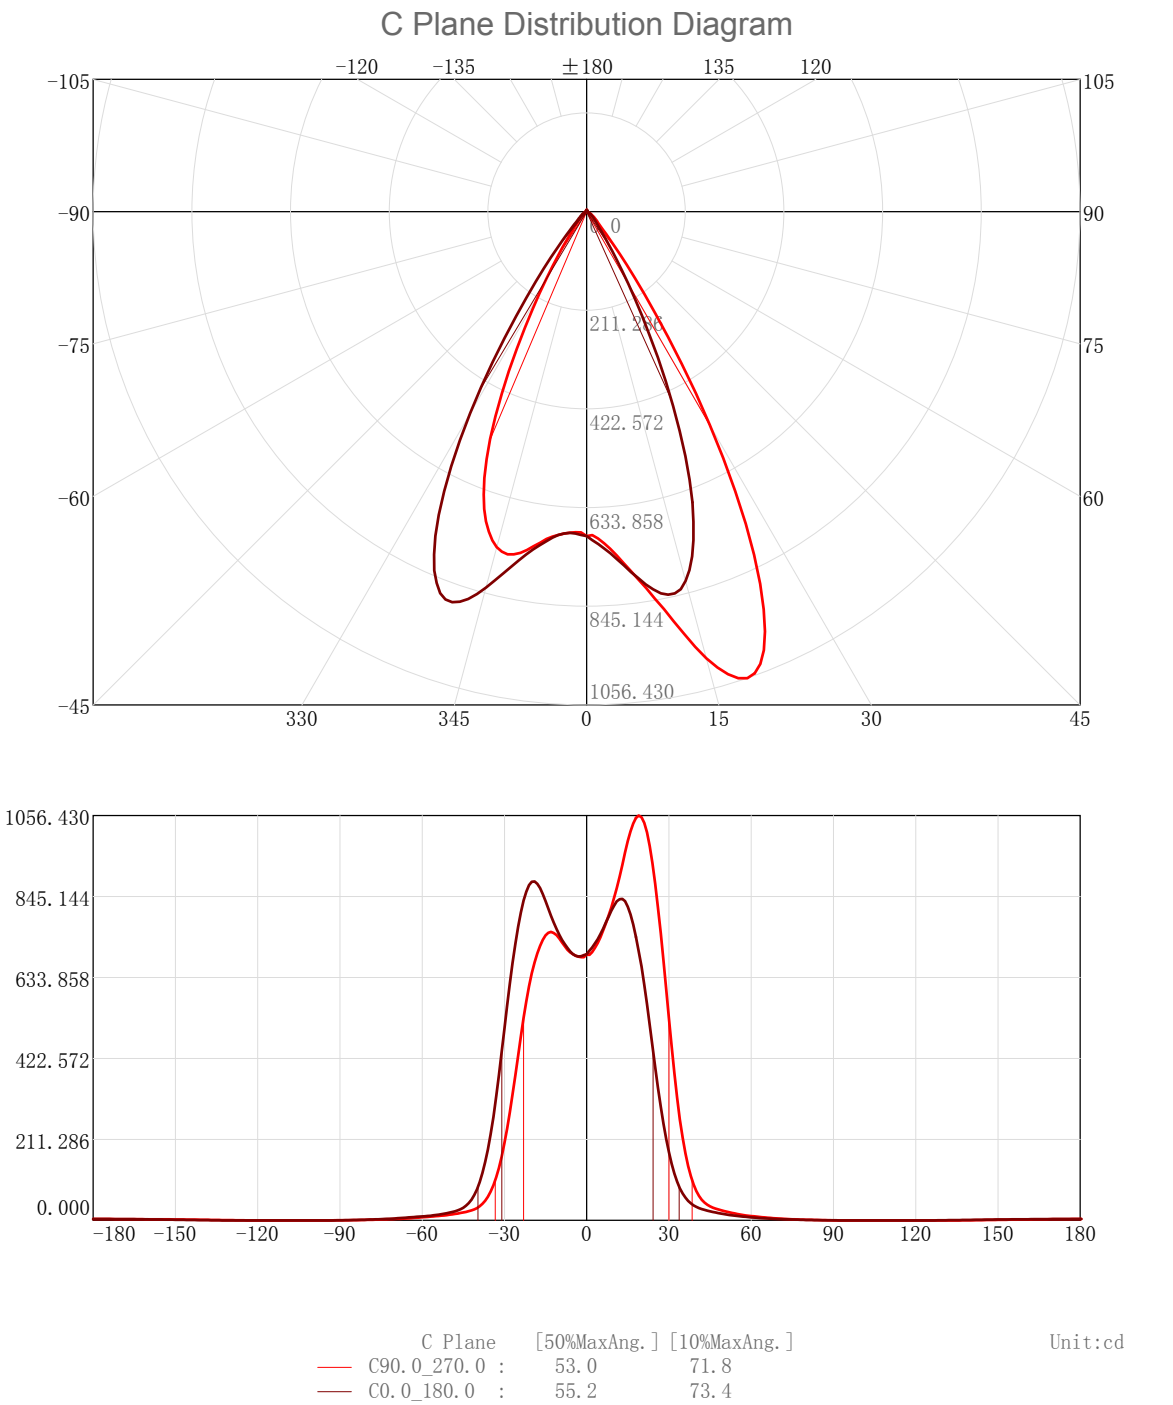 C Plane Distribution Diagram
-120 -135 ±180 135 120
-105 105
-90 90
0.0
211.286
-75 75
422.572
-60 60
633.858
845.144
1056.430
-45
330 345 0 15 30 45
1056.430
845.144
633.858
422.572
211.286
0.000
-180 -150 -120 -90 -60 -30 0 30 60 90 120 150 180
C Plane [50%MaxAng.] [10%MaxAng.] Unit:cd
C90.0_270.0 : 53.0 71.8
C0.0_180.0 : 55.2 73.4